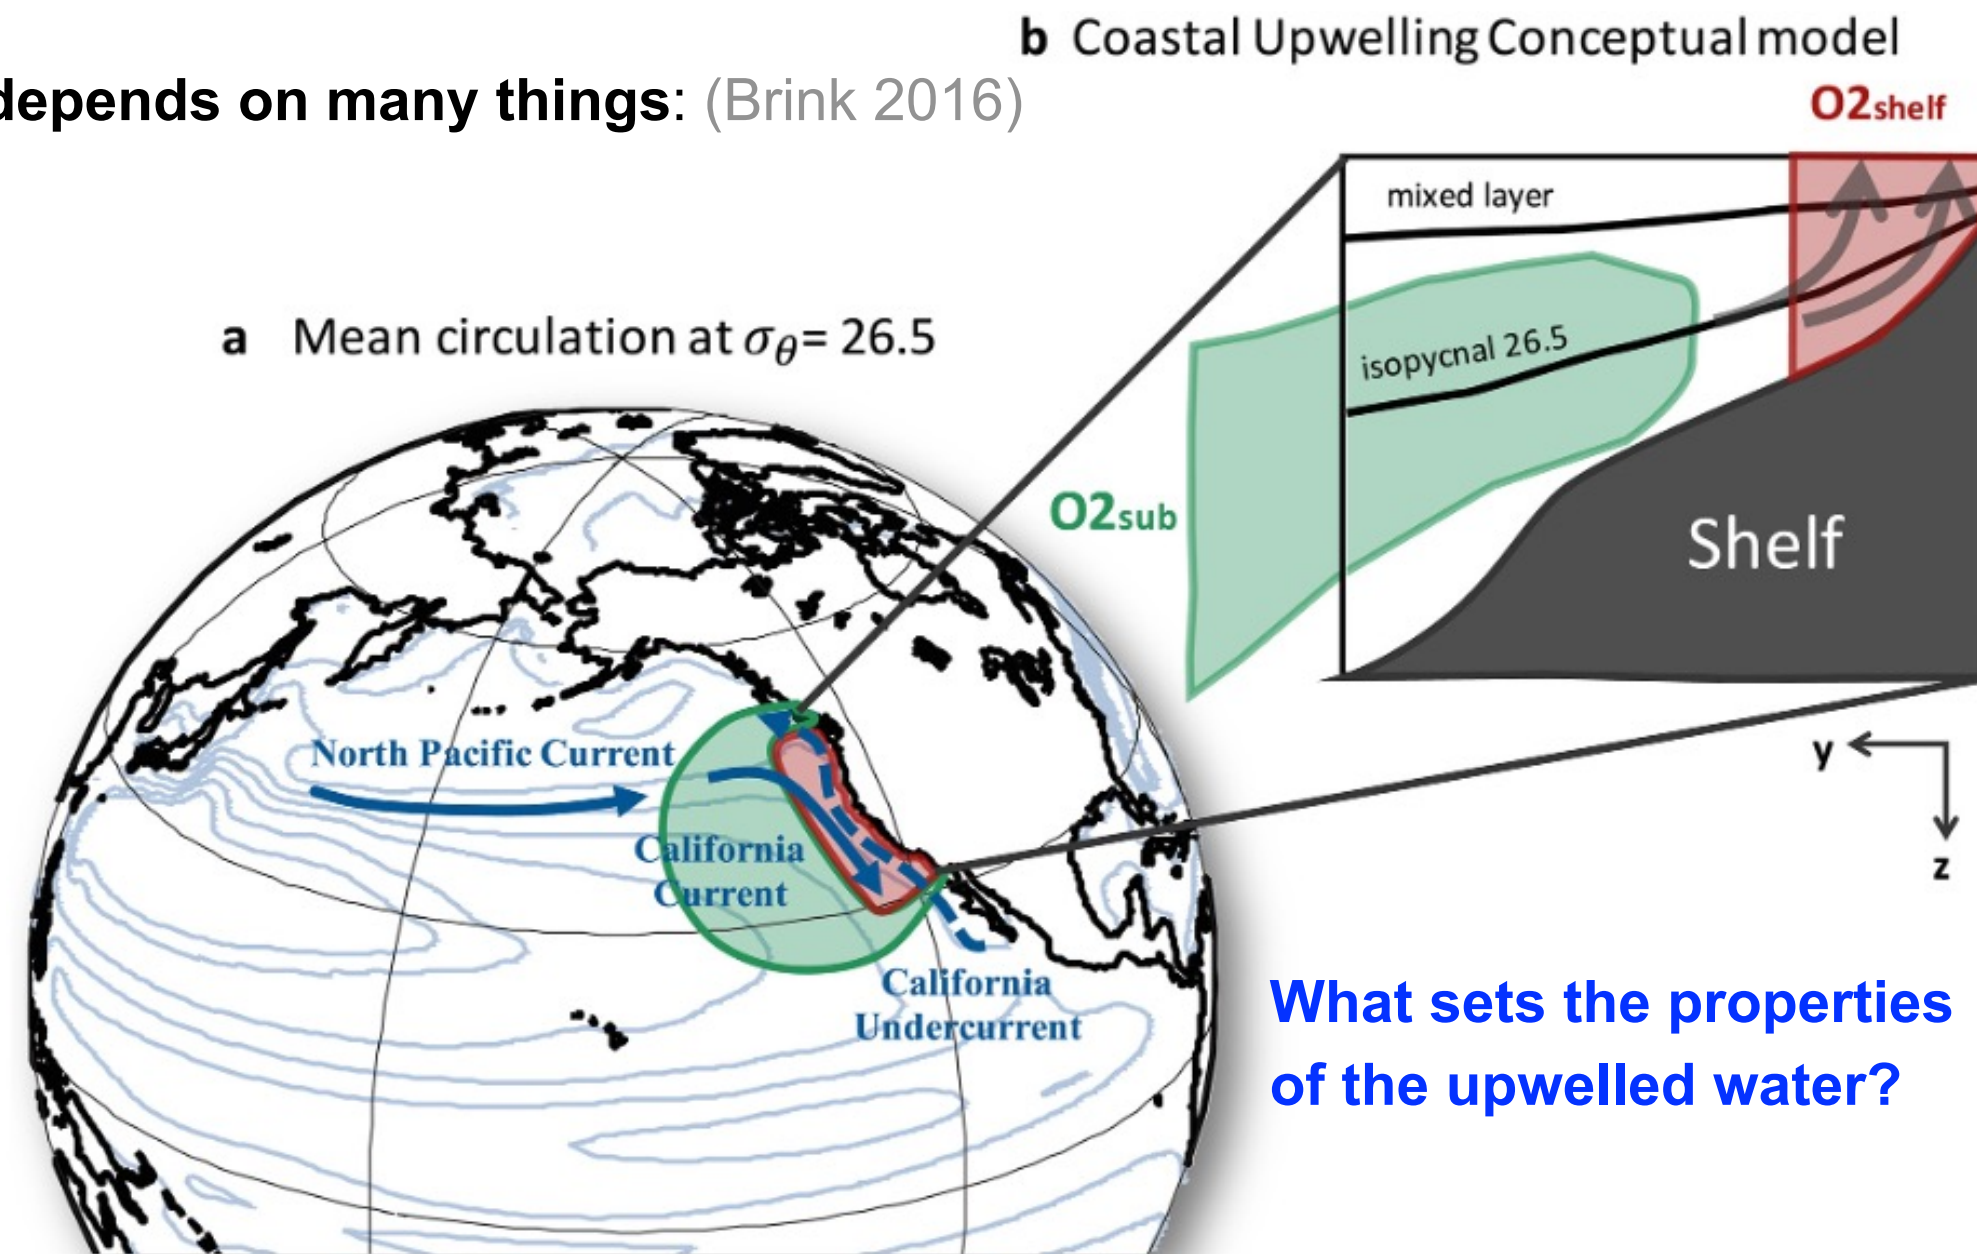 b Coastal Upwelling Conceptual model
depends on many things: (Brink 2016)
O2shelf
mixed layer
a Mean circulation at σθ= 26.5
isopycnal 26.5
O2sub
Shelf
North Pacific Current
y
California
Current
z
California
Undercurrent
What sets the properties
of the upwelled water?